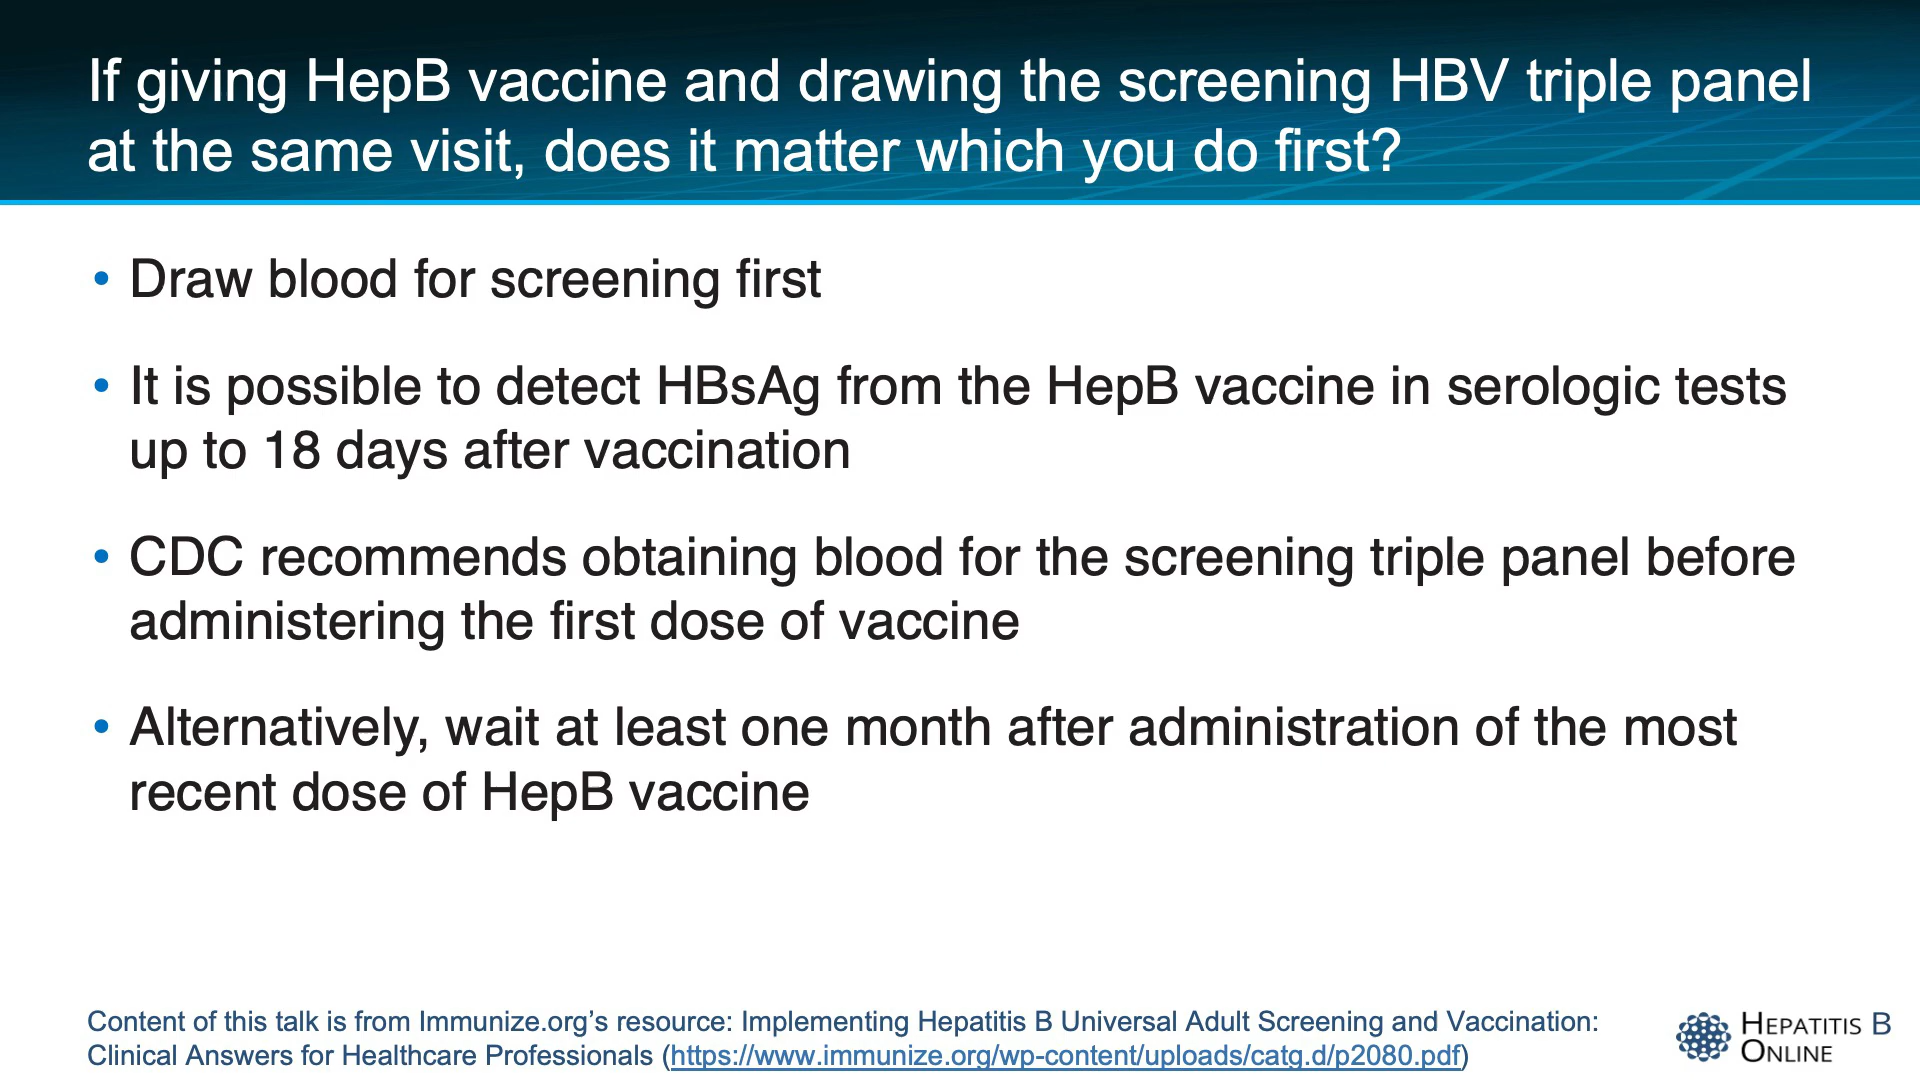 If giving HepB vaccine and drawing the screening HBV triple panel
at the same visit, does it matter which you do first?
• Draw blood for screening first
• It is possible to detect HBsAg from the HepB vaccine in serologic tests
up to 18 days after vaccination
• CDC recommends obtaining blood for the screening triple panel before
administering the first dose of vaccine
• Alternatively, wait at least one month after administration of the most
recent dose of HepB vaccine
Content of this talk is from Immunize.org’s resource: Implementing Hepatitis B Universal Adult Screening and Vaccination:
Clinical Answers for Healthcare Professionals (https://www.immunize.org/wp-content/uploads/catg.d/p2080.pdf)
HEPATITIS B
ONLINE